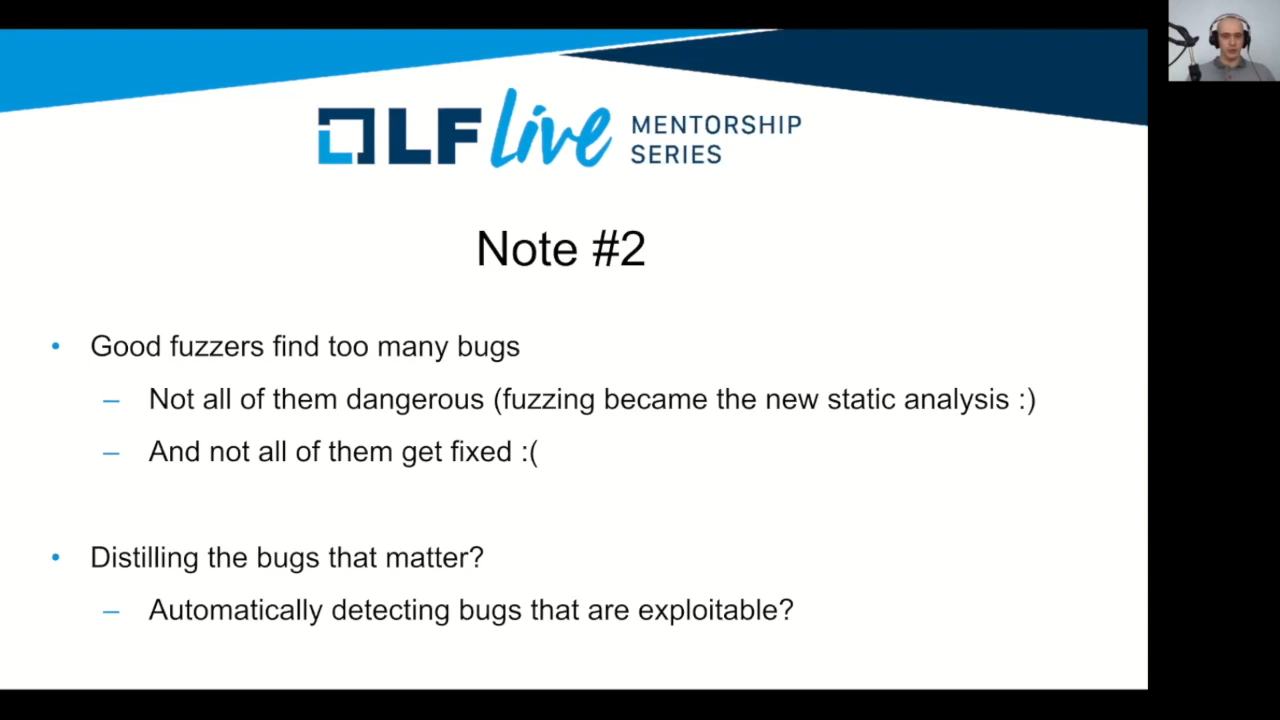 LF Live MENTORSHIP
SERIES
Note #2
• Good fuzzers find too many bugs
– Not all of them dangerous (fuzzing became the new static analysis :)
– And not all of them get fixed :(
• Distilling the bugs that matter?
– Automatically detecting bugs that are exploitable?